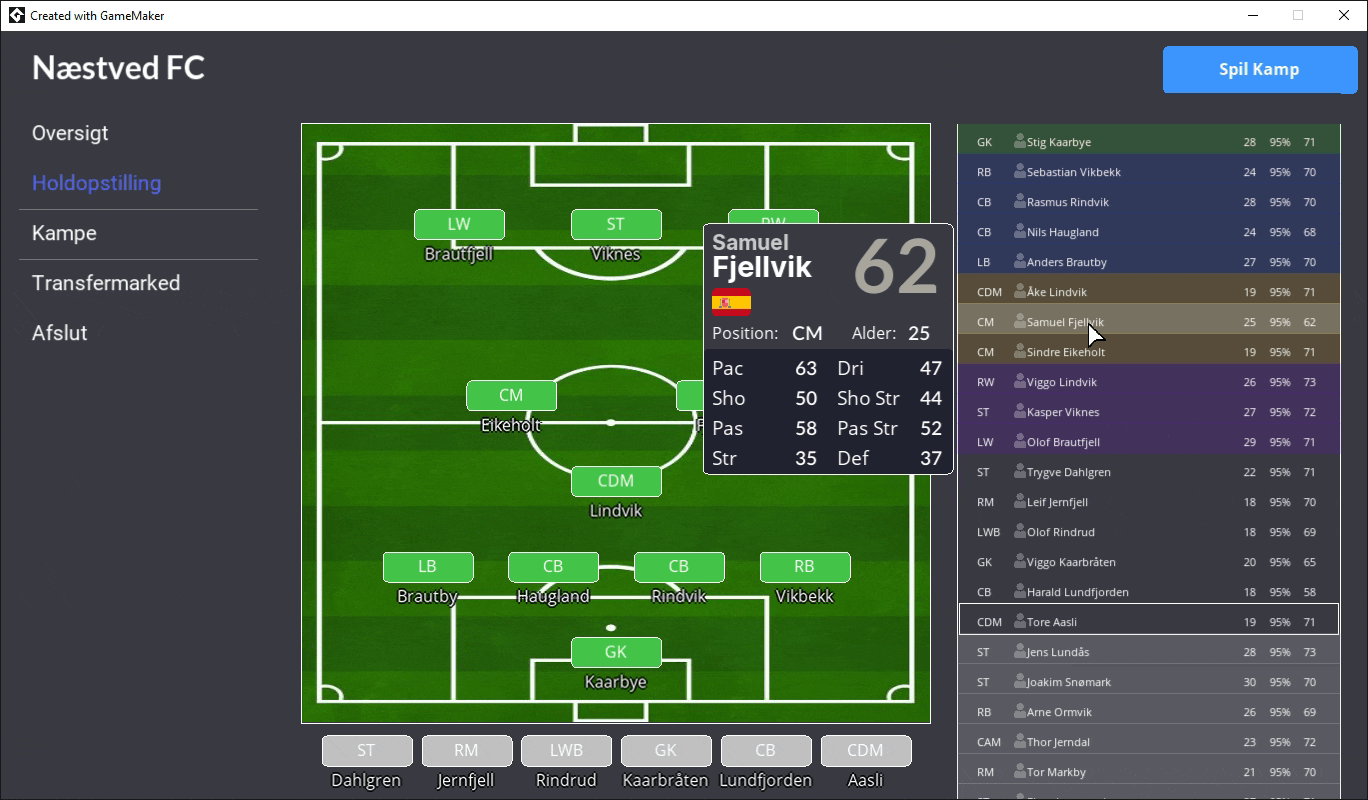 Created with GameMaker
Næstved FC
Spil Kamp
Oversigt
Holdopstilling
Kampe
Transfermarked
Afslut
LW
Brautfjell
ST
Viknes
RW
CM
Eikeholt
CDM
Lindvik
LB
Brautby
CB
Haugland
CB
Rindvik
RB
Vikbekk
GK
Kaarbye
ST
Dahlgren
RM
Jernfjell
LWB
Rindrud
GK
Kaarbråten
CB
Lundfjorden
CDM
Aasli
Samuel
Fjellvik
62
Position: CM Alder: 25
Pac 63 Dri 47
Sho 50 Sho Str 44
Pas 58 Pas Str 52
Str 35 Def 37
GK Stig Kaarbye 28 95% 71
RB Sebastian Vikbekk 24 95% 70
CB Rasmus Rindvik 28 95% 70
CB Nils Haugland 24 95% 68
LB Anders Brautby 27 95% 70
CDM Åke Lindvik 19 95% 71
CM Samuel Fjellvik 25 95% 62
CM Sindre Eikeholt 19 95% 71
RW Viggo Lindvik 26 95% 73
ST Kasper Viknes 27 95% 72
LW Olof Brautfjell 29 95% 71
ST Trygve Dahlgren 22 95% 71
RM Leif Jernfjell 18 95% 70
LWB Olof Rindrud 18 95% 69
GK Viggo Kaarbråten 20 95% 65
CB Harald Lundfjorden 18 95% 58
CDM Tore Aasli 19 95% 71
ST Jens Lundås 28 95% 73
ST Joakim Snømark 30 95% 70
RB Arne Ormvik 26 95% 69
CAM Thor Jerndal 23 95% 72
RM Tor Markby 21 95% 70